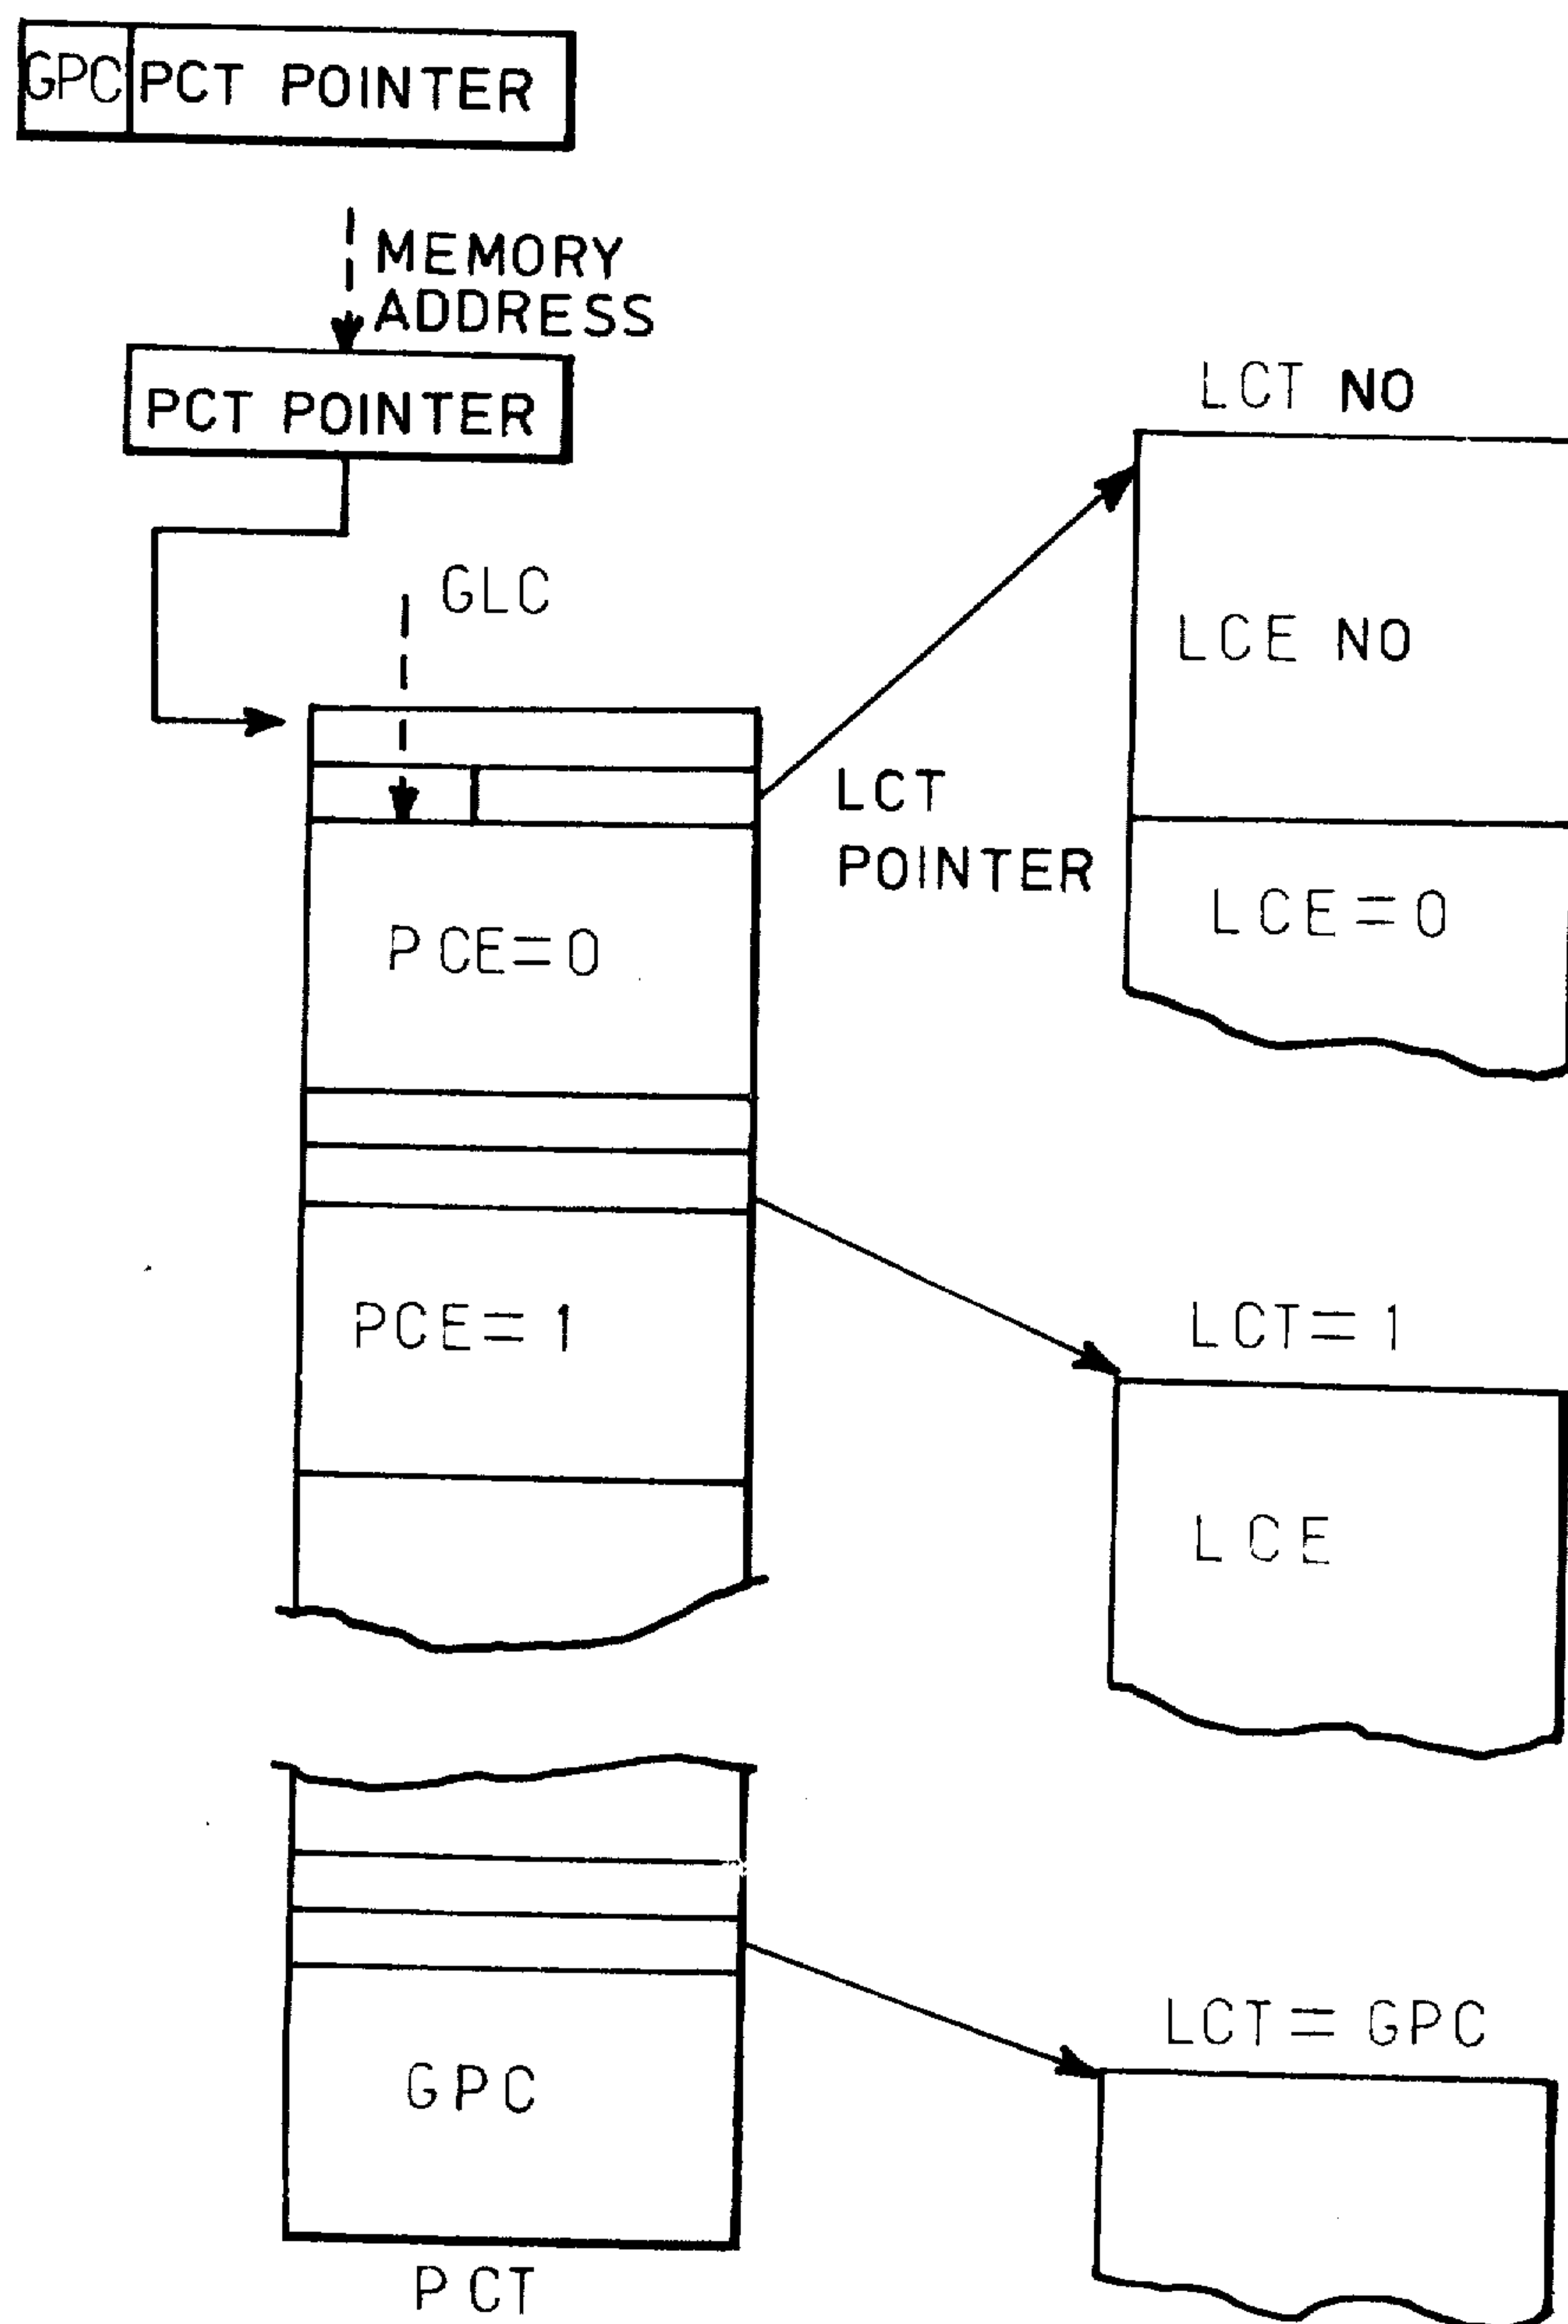 GPC PCT POINTER
MEMORY
ADDRESS
PCT POINTER
LCT NO
GLC
LCE NO
LCT
POINTER
LCE=0
PCE=0
PCE=1
LCT=1
LCE
LCT=GPC
GPC
PCT